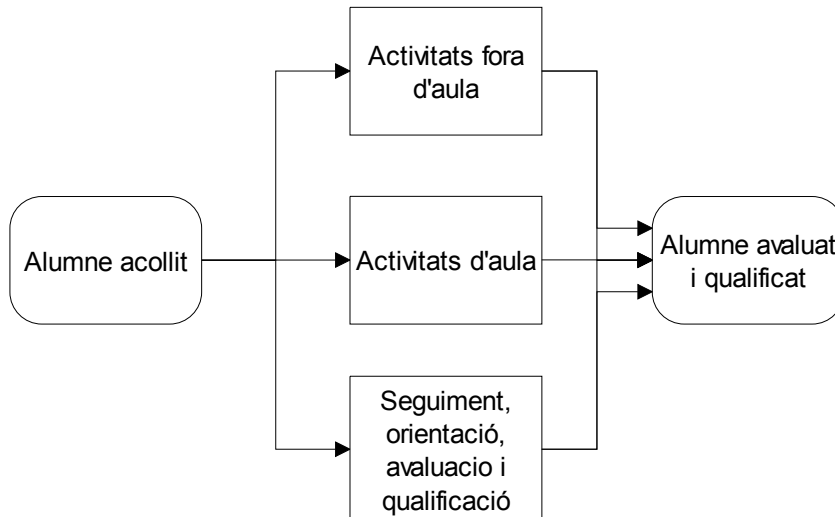 Activitats fora
d'aula
Alumne acollit
Activitats d'aula
Alumne avaluat
i qualificat
Seguiment,
orientació,
avaluacio i
qualificació